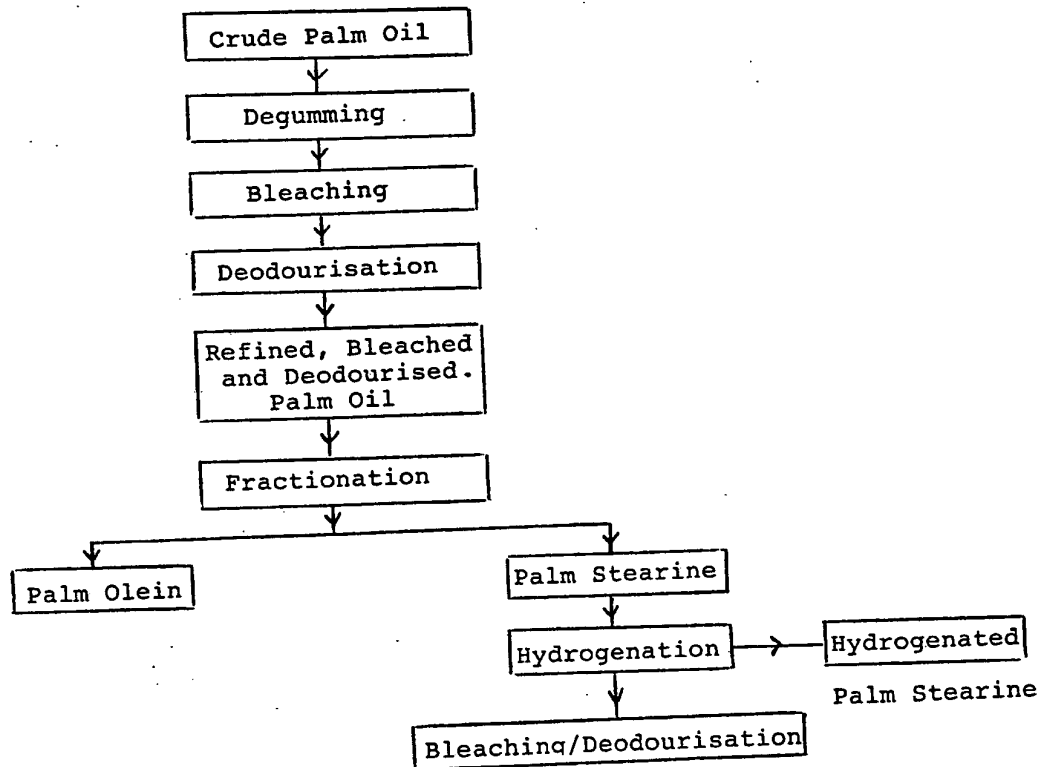 Crude Palm Oil
Degumming
Bleaching
Deodourisation
Refined, Bleached
and Deodourised.
Palm Oil
Fractionation
Palm Olein
Palm Stearine
Hydrogenation
Hydrogenated
Palm Stearine
Bleaching/Deodourisation